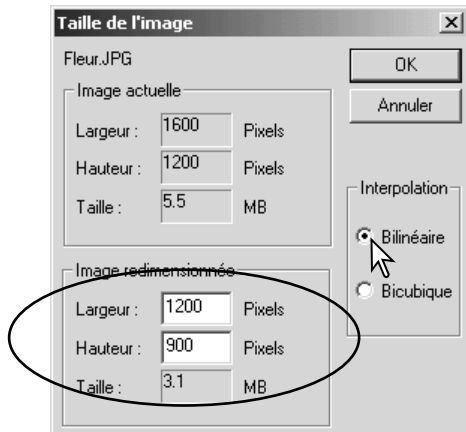 Taille de l'image
Fleur.JPG
OK
Annuler
Image actuelle
Largeur : 1600 Pixels
Hauteur : 1200 Pixels
Taille : 5.5 MB
Interpolation
Bilinéaire
Bicubique
Image redimensionnée
Largeur : 1200 Pixels
Hauteur : 900 Pixels
Taille : 3.1 MB